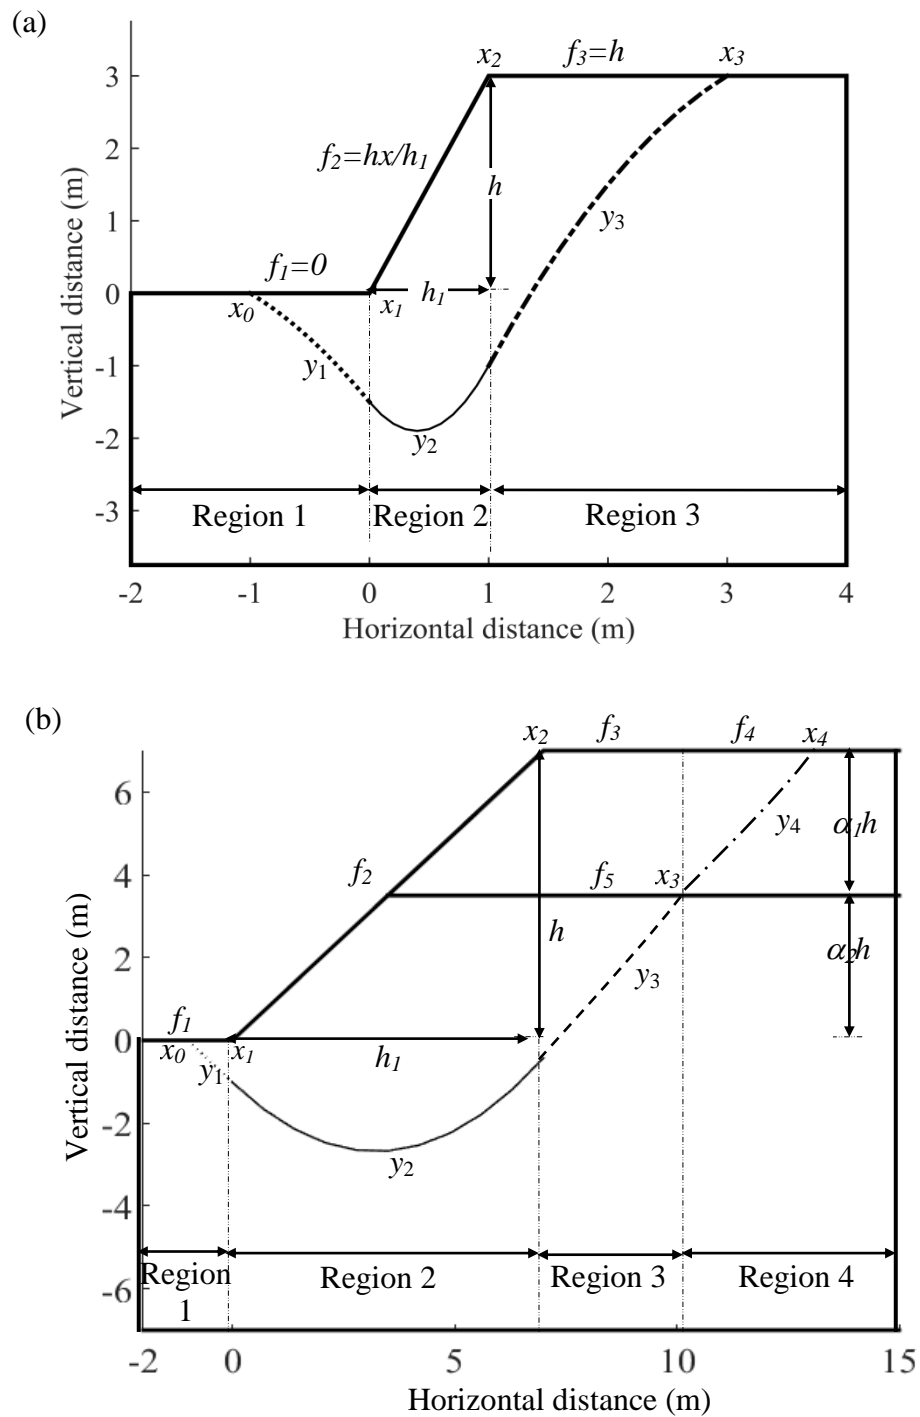 (a)
x2 f3=h x3
3
2
f2=hx/h1
h
1
y3
f1=0
0
x0 x1 h1
y1
-1
-2
y2
-3
Region 1 Region 2 Region 3
-2 -1 0 1 2 3 4
Horizontal distance (m)
Vertical distance (m)
(b)
x2 f3 f4 x4
6
y4 α1h
f2 f5 x3
4
h α2h
2
y3
f1
0
x0 x1 h1
y1
-2
y2
-4
Region 1 Region 2 Region 3 Region 4
-6
-2 0 5 10 15
Horizontal distance (m)
Vertical distance (m)